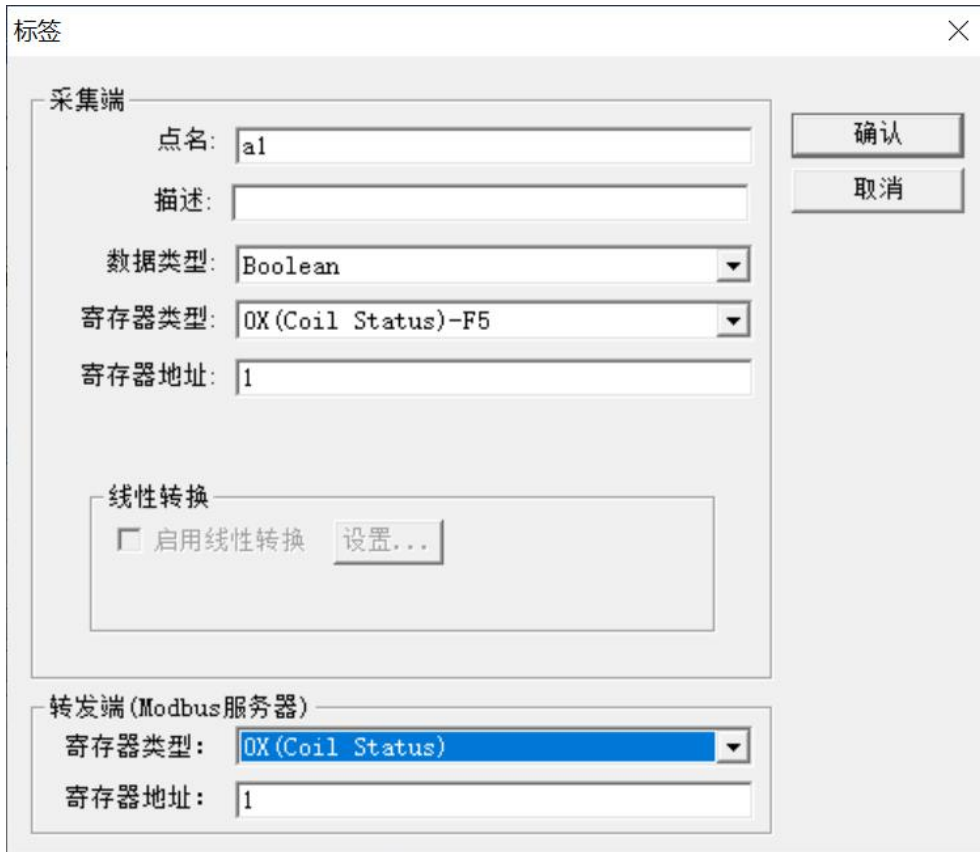 标签
采集端
点名: a1
确认
描述:
取消
数据类型: Boolean
寄存器类型: 0X(Coil Status)-F5
寄存器地址: 1
线性转换
启用线性转换 设置...
转发端(Modbus服务器)
寄存器类型: 0X(Coil Status)
寄存器地址: 1